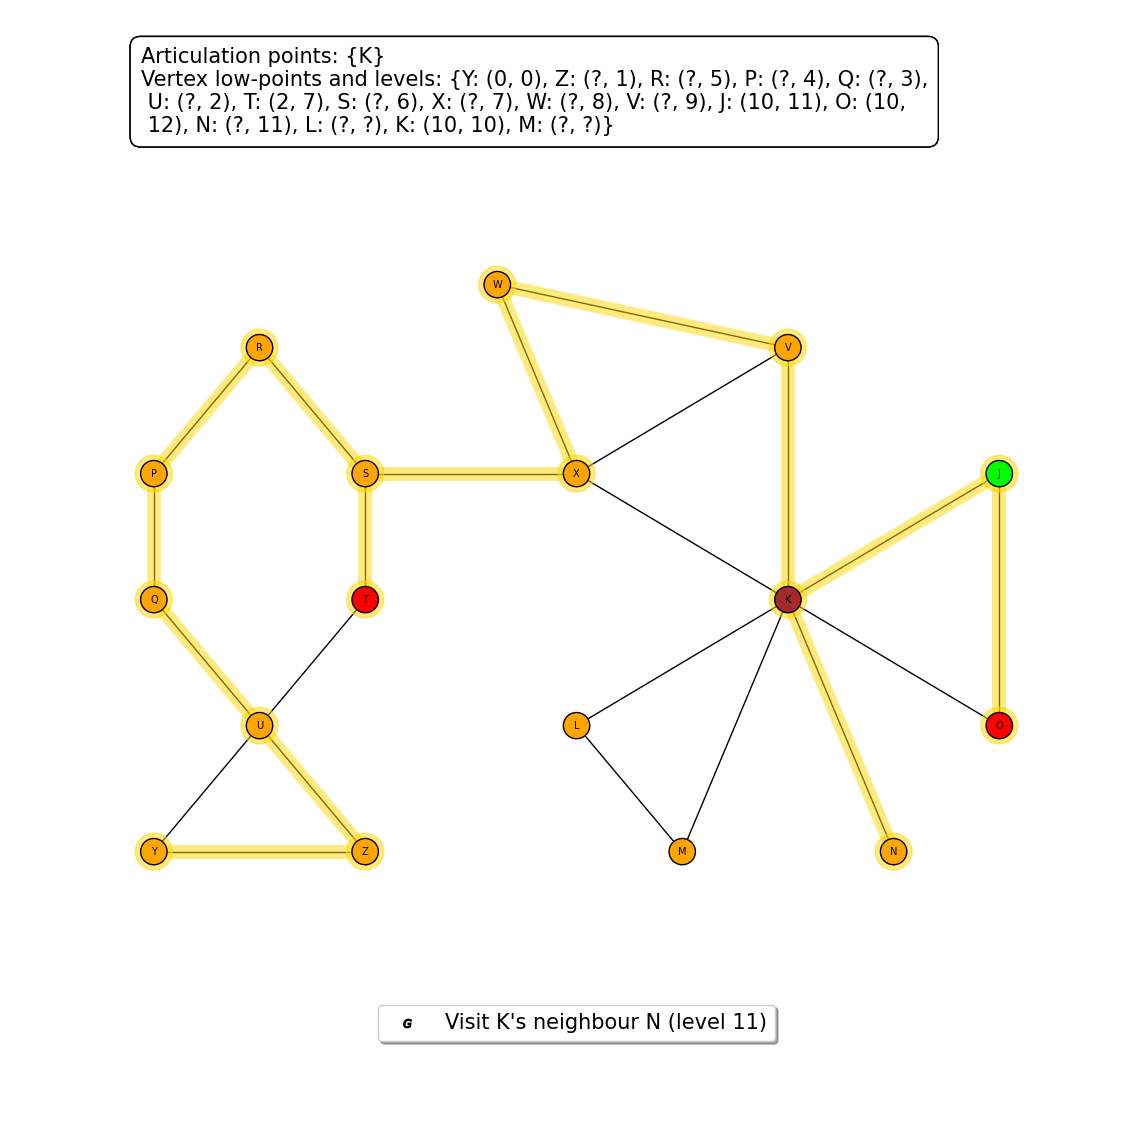 Articulation points: {K}
Vertex low-points and levels: {Y: (0, 0), Z: (?, 1), R: (?, 5), P: (?, 4), Q: (?, 3),
U: (?, 2), T: (2, 7), S: (?, 6), X: (?, 7), W: (?, 8), V: (?, 9), J: (10, 11), O: (10,
12), N: (?, 11), L: (?, ?), K: (10, 10), M: (?, ?)}
W
R
V
P
S
X
J
Q
T
K
U
L
O
Y
Z
M
N
G Visit K's neighbour N (level 11)